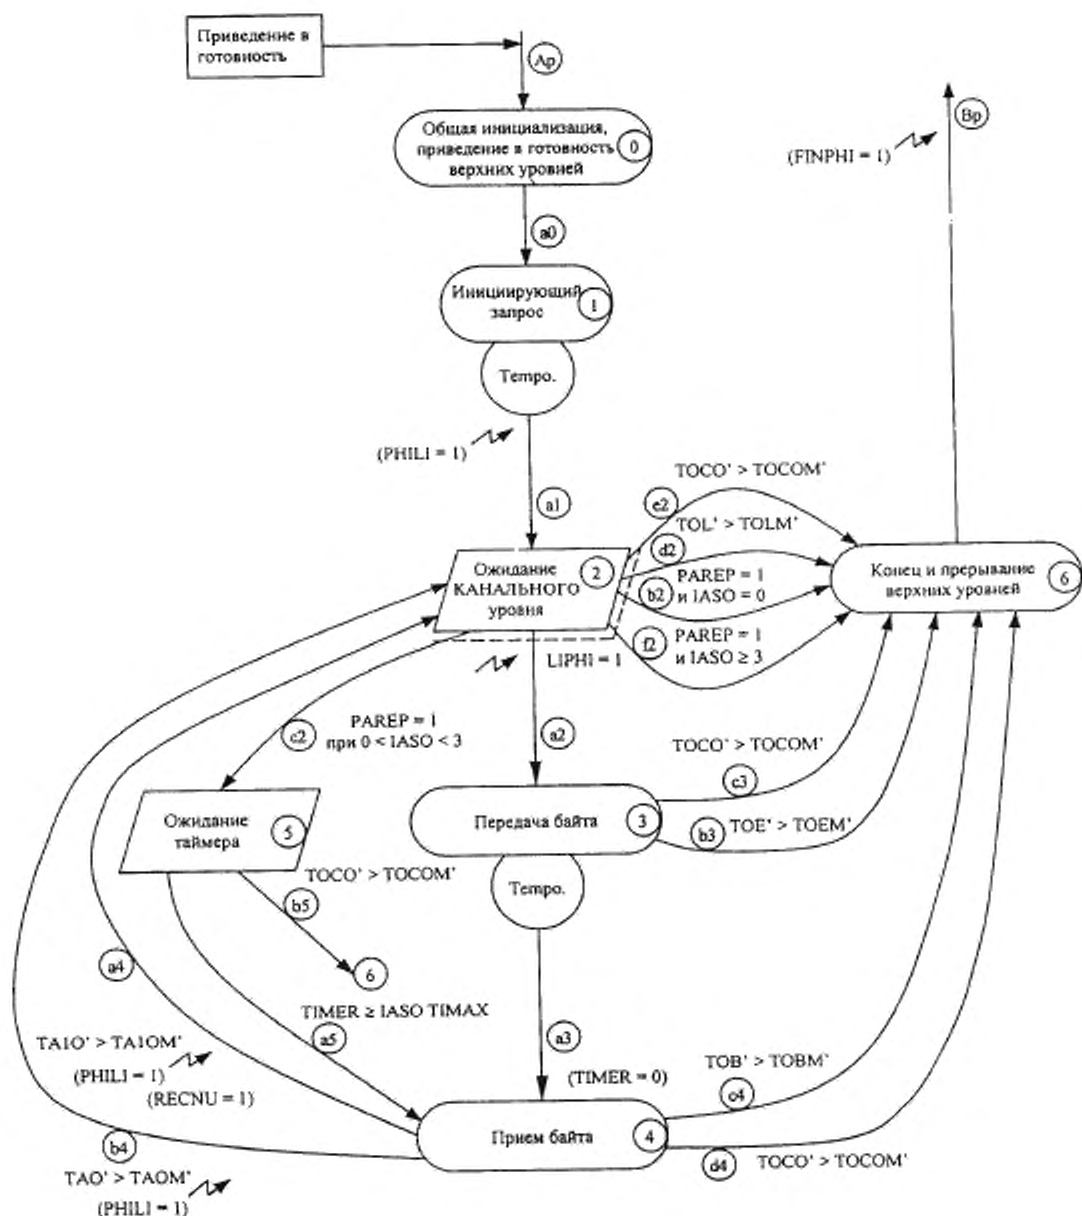 Приведение в
готовность
Ap
Общая инициализация,
приведение в готовность
верхних уровней
0
Bp
(FINPHI = 1)
a0
Инициирующий
запрос
1
Tempo.
(PHILI = 1)
a1
TOCO' > TOCOM'
e2
TOL' > TOLM'
d2
Ожидание
КАНАЛЬНОГО
уровня
2
b2
PAREP = 1
и IASO = 0
Конец и прерывание
верхних уровней
6
f2
PAREP = 1
и IASO ≥ 3
LIPHI = 1
c2
PAREP = 1
при 0 < IASO < 3
a2
TOCO' > TOCOM'
c3
Ожидание
таймера
5
Передача байта
3
b3
TOE' > TOEM'
TOCO' > TOCOM'
Tempo.
b5
a4
6
TIMER ≥ IASO TIMAX
a5
a3
TA1O' > TA1OM'
(PHILI = 1)
(RECNU = 1)
(TIMER = 0)
TOB' > TOBM'
c4
Прием байта
4
b4
TAO' > TAOM'
(PHILI = 1)
d4
TOCO' > TOCOM'